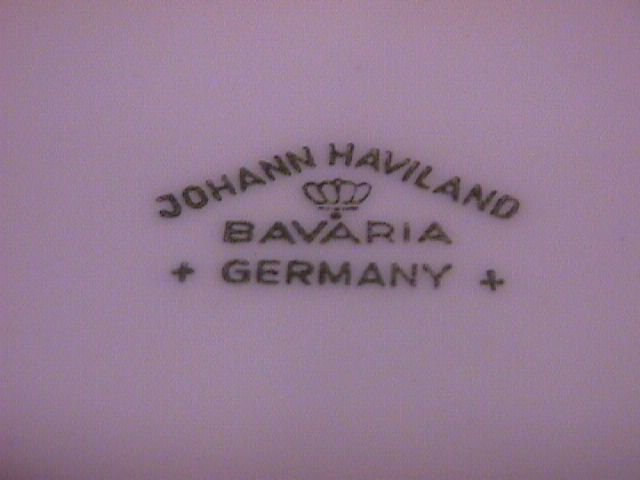 JOHANN HAVILAND
BAVARIA
+ GERMANY +